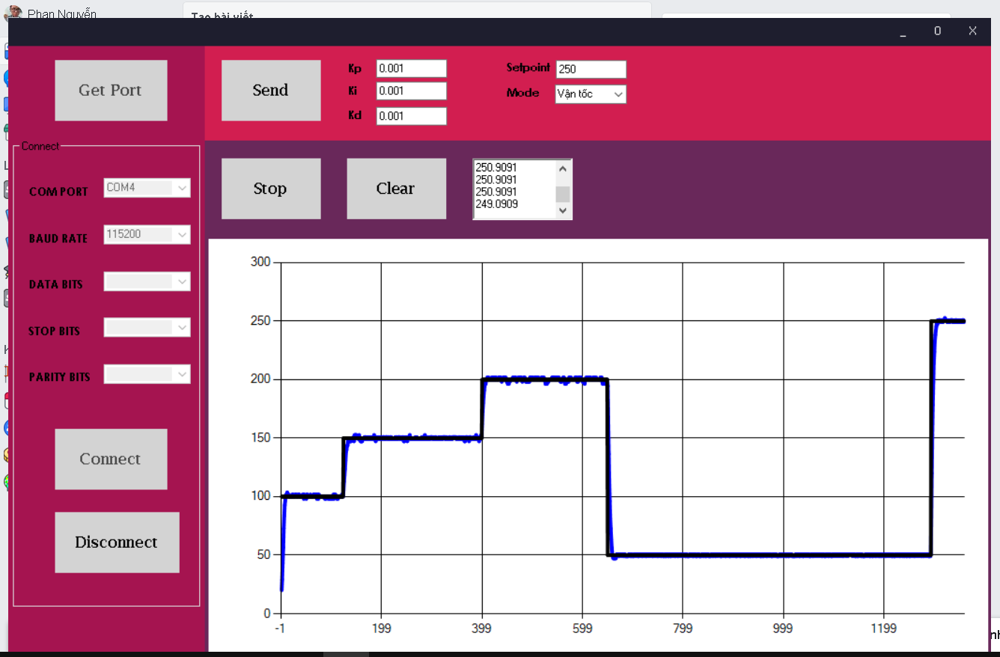 Phan Nguyễn
Tạo bài viết
_ O X
Get Port
Send
Kp 0.001
Ki 0.001
Kd 0.001
Setpoint 250
Mode Vận tốc
Connect
COM PORT COM4
BAUD RATE 115200
DATA BITS
STOP BITS
PARITY BITS
Connect
Disconnect
Stop
Clear
250.9091
250.9091
250.9091
249.0909
300
250
200
150
100
50
0
-1 199 399 599 799 999 1199